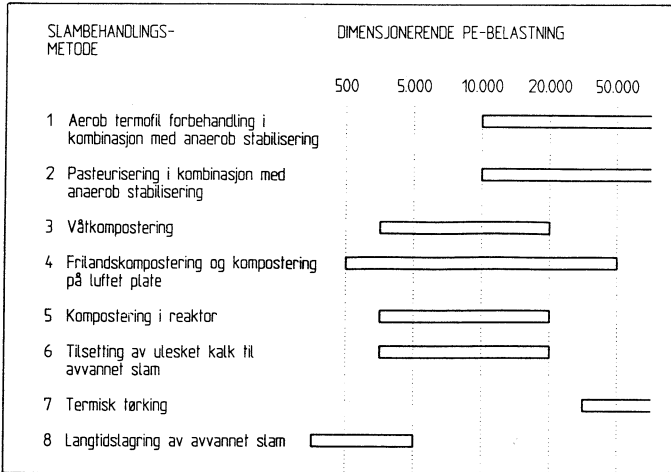 SLAMBEHANDLINGS-
METODE
DIMENSJONERENDE PE-BELASTNING
500 5.000 10.000 20.000 50.000
1 Aerob termofil forbehandling i
kombinasjon med anaerob stabilisering
2 Pasteurisering i kombinasjon med
anaerob stabilisering
3 Våtkompostering
4 Frilandskompostering og kompostering
på luftet plate
5 Kompostering i reaktor
6 Tilsetting av ulesket kalk til
avvannet slam
7 Termisk tørking
8 Langtidslagring av avvannet slam